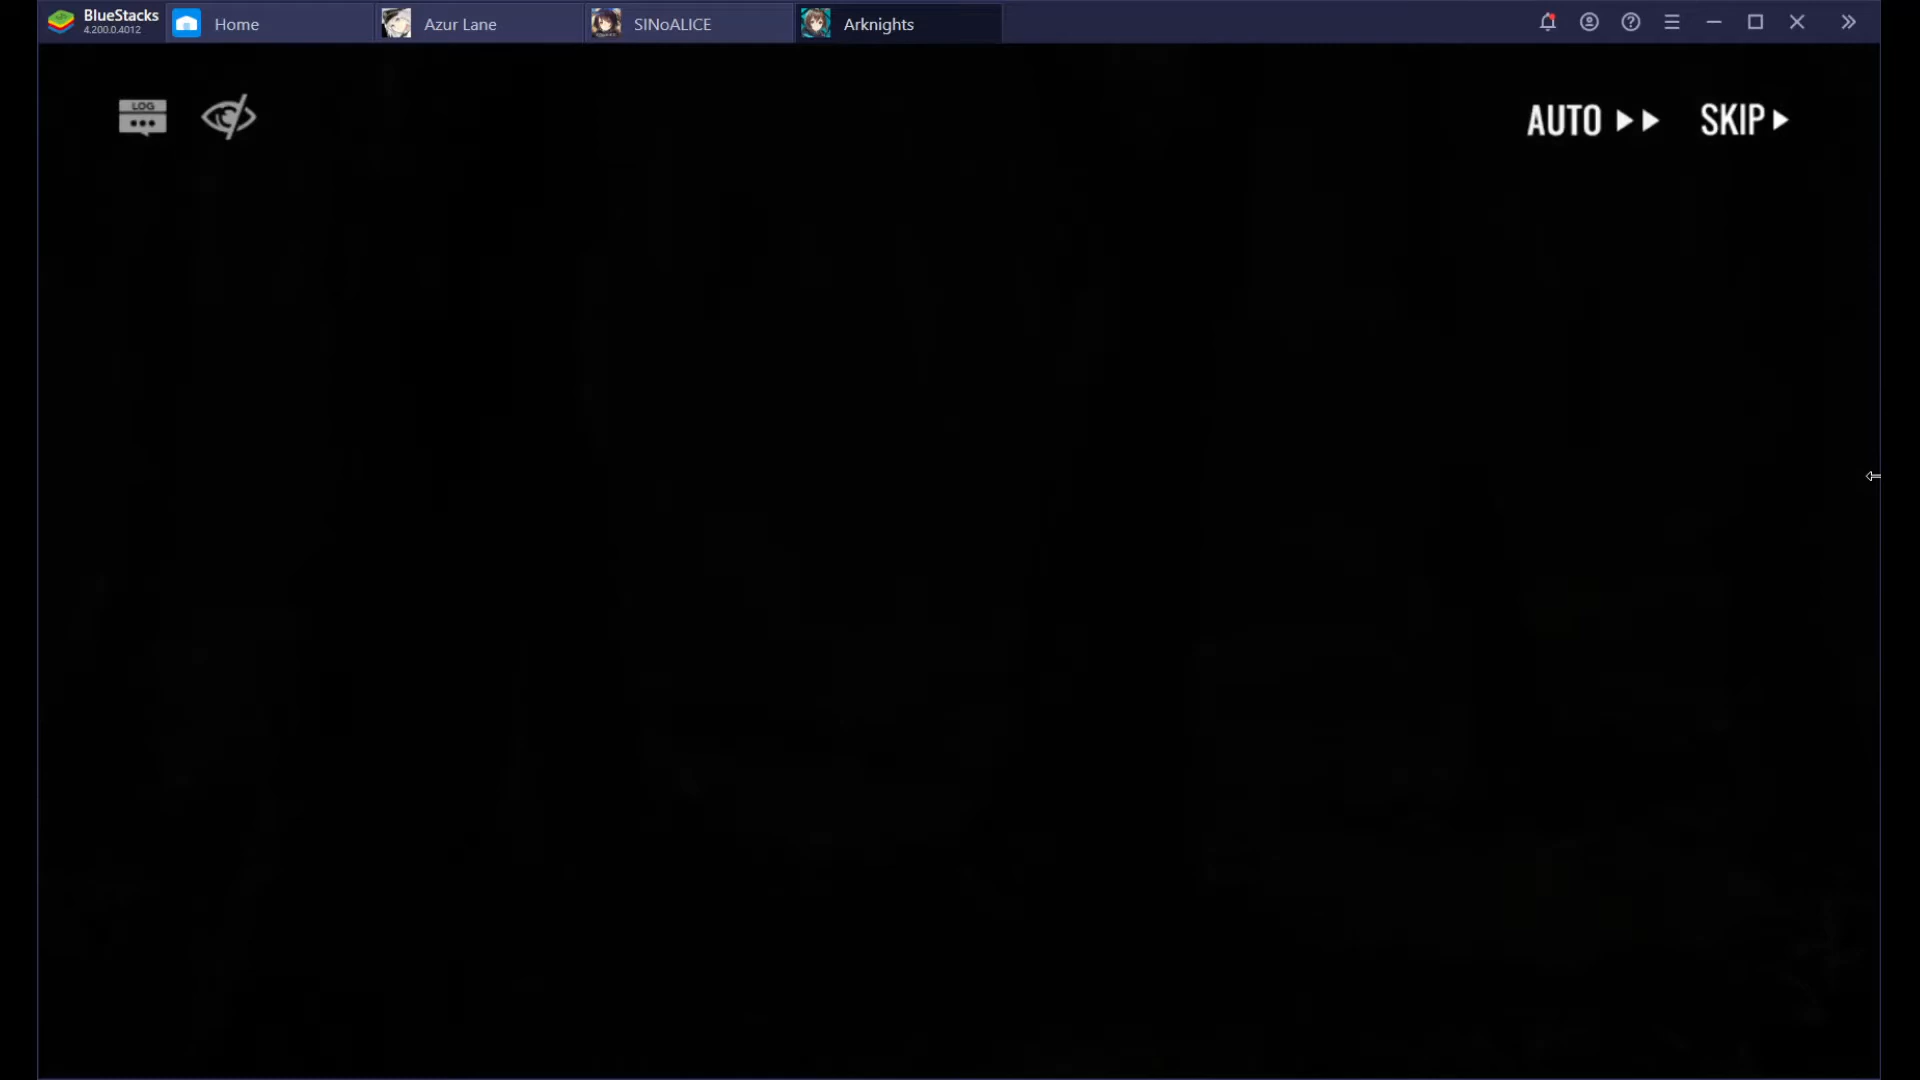 BlueStacks
4.200.0.4012
Home
Azur Lane
SINoALICE
Arknights
LOG
AUTO
SKIP